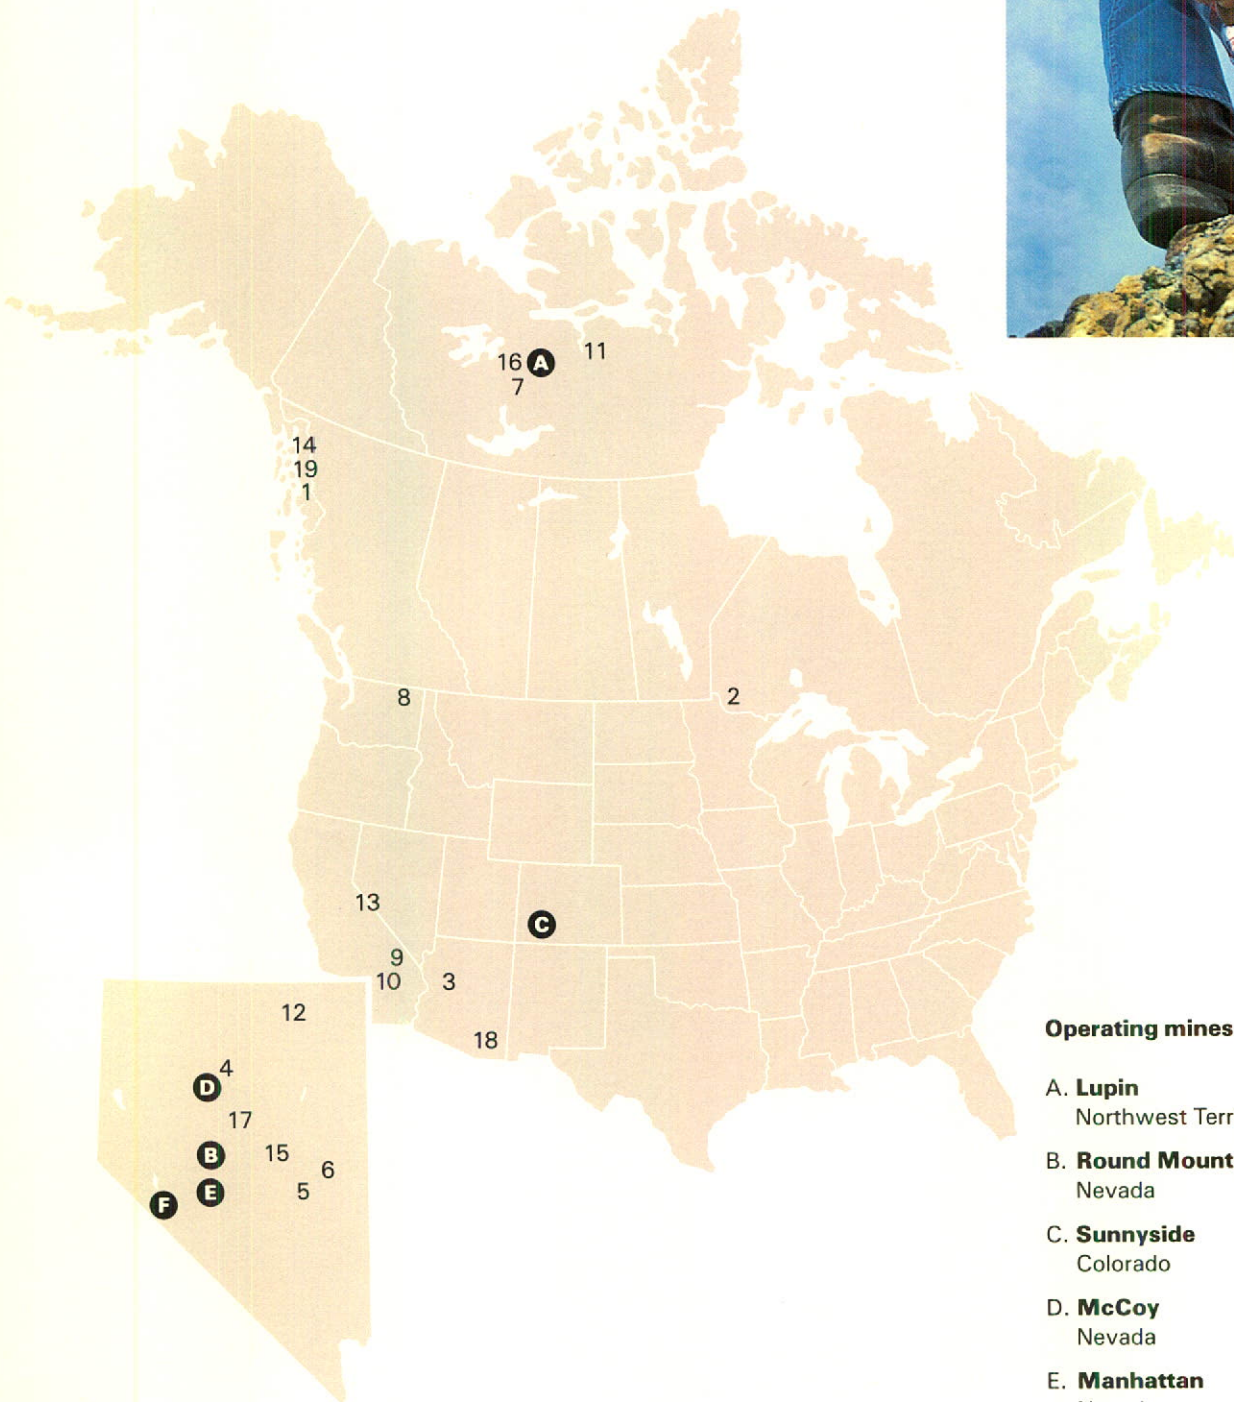 11
16 A
7
14
19
1
8
2
13
C
9
10
3
12
18
4
D
17
B
15
6
E
5
F
Operating mines
A. Lupin
Northwest Terr
B. Round Mount
Nevada
C. Sunnyside
Colorado
D. McCoy
Nevada
E. Manhattan